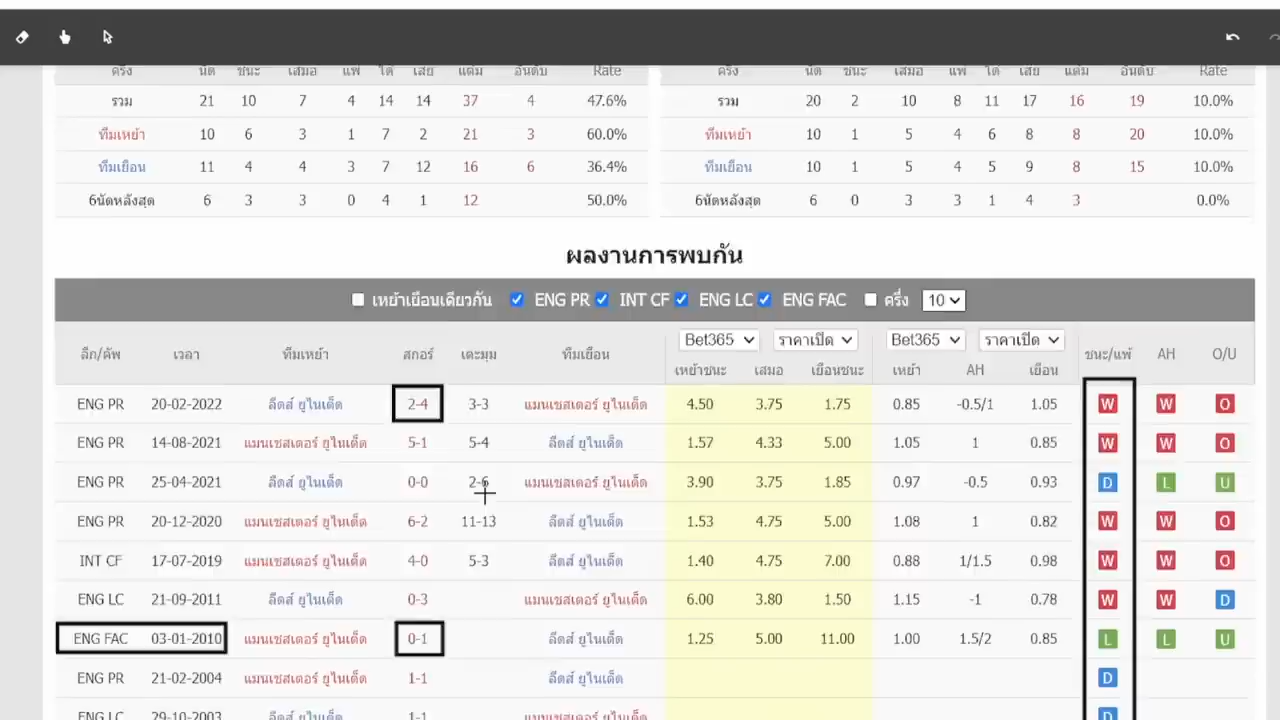 ครึ่ง นัด ชนะ เสมอ แพ้ ได้ เสีย แต้ม อันดับ Rate ครึ่ง นัด ชนะ เสมอ แพ้ ได้ เสีย แต้ม อันดับ Rate
รวม 21 10 7 4 14 14 37 4 47.6% รวม 20 2 10 8 11 17 16 19 10.0%
ทีมเหย้า 10 6 3 1 7 2 21 3 60.0% ทีมเหย้า 10 1 5 4 6 8 8 20 10.0%
ทีมเยือน 11 4 4 3 7 12 16 6 36.4% ทีมเยือน 10 1 5 4 5 9 8 15 10.0%
6นัดหลังสุด 6 3 3 0 4 1 12 50.0% 6นัดหลังสุด 6 0 3 3 1 4 3 0.0%
ผลงานการพบกัน
เหย้าเยือนเดียวกัน ENG PR INT CF ENG LC ENG FAC ครึ่ง 10
Bet365 ราคาเปิด Bet365 ราคาเปิด
ลีก/คัพ เวลา ทีมเหย้า สกอร์ เตะมุม ทีมเยือน เหย้าชนะ เสมอ เยือนชนะ เหย้า AH เยือน ชนะ/แพ้ AH O/U
ENG PR 20-02-2022 ลีดส์ ยูไนเต็ด 2-4 3-3 แมนเชสเตอร์ ยูไนเต็ด 4.50 3.75 1.75 0.85 -0.5/1 1.05 W W O
ENG PR 14-08-2021 แมนเชสเตอร์ ยูไนเต็ด 5-1 5-4 ลีดส์ ยูไนเต็ด 1.57 4.33 5.00 1.05 1 0.85 W W O
ENG PR 25-04-2021 ลีดส์ ยูไนเต็ด 0-0 2-6 แมนเชสเตอร์ ยูไนเต็ด 3.90 3.75 1.85 0.97 -0.5 0.93 D L U
ENG PR 20-12-2020 แมนเชสเตอร์ ยูไนเต็ด 6-2 11-13 ลีดส์ ยูไนเต็ด 1.53 4.75 5.00 1.08 1 0.82 W W O
INT CF 17-07-2019 แมนเชสเตอร์ ยูไนเต็ด 4-0 5-3 ลีดส์ ยูไนเต็ด 1.40 4.75 7.00 0.88 1/1.5 0.98 W W O
ENG LC 21-09-2011 ลีดส์ ยูไนเต็ด 0-3 แมนเชสเตอร์ ยูไนเต็ด 6.00 3.80 1.50 1.15 -1 0.78 W W D
ENG FAC 03-01-2010 แมนเชสเตอร์ ยูไนเต็ด 0-1 ลีดส์ ยูไนเต็ด 1.25 5.00 11.00 1.00 1.5/2 0.85 L L U
ENG PR 21-02-2004 แมนเชสเตอร์ ยูไนเต็ด 1-1 ลีดส์ ยูไนเต็ด D
ENG LC 29-10-2003 ลีดส์ ยูไนเต็ด 1-1 แมนเชสเตอร์ ยูไนเต็ด D